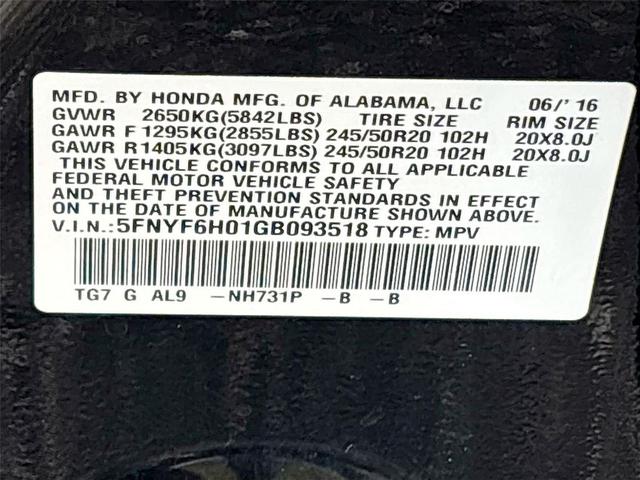 MFD. BY HONDA MFG. OF ALABAMA, LLC 06/' 16
GVWR 2650KG(5842LBS) TIRE SIZE RIM SIZE
GAWR F 1295KG(2855LBS) 245/50R20 102H 20X8.0J
GAWR R1405KG(3097LBS) 245/50R20 102H 20X8.0J
THIS VEHICLE CONFORMS TO ALL APPLICABLE
FEDERAL MOTOR VEHICLE SAFETY
AND THEFT PREVENTION STANDARDS IN EFFECT
ON THE DATE OF MANUFACTURE SHOWN ABOVE.
V.I.N.:5FNYF6H01GB093518 TYPE: MPV
TG7 G AL9 -NH731P -B -B